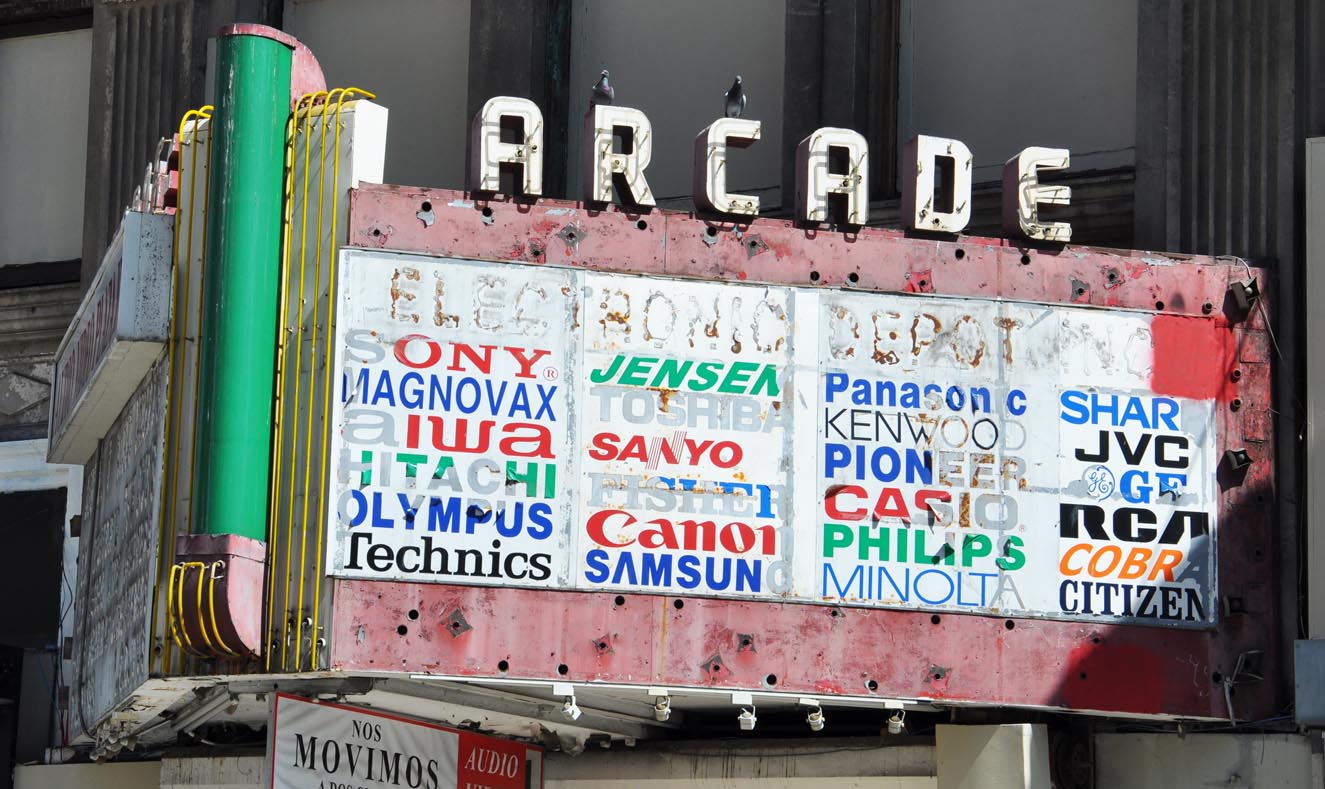 ARCADE
ELECTRONIC DEPOT INC
SONY®
MAGNOVAX
aiwa
HITACHI
OLYMPUS
Technics
JENSEN
TOSHIBA
SANYO
FISHER
Canon
SAMSUNG
Panasonic
KENWOOD
PIONEER
CASIO
PHILIPS
MINOLTA
SHAR
JVC
GE
RCA
COBRA
CITIZEN
NOS
MOVIMOS
AUDIO